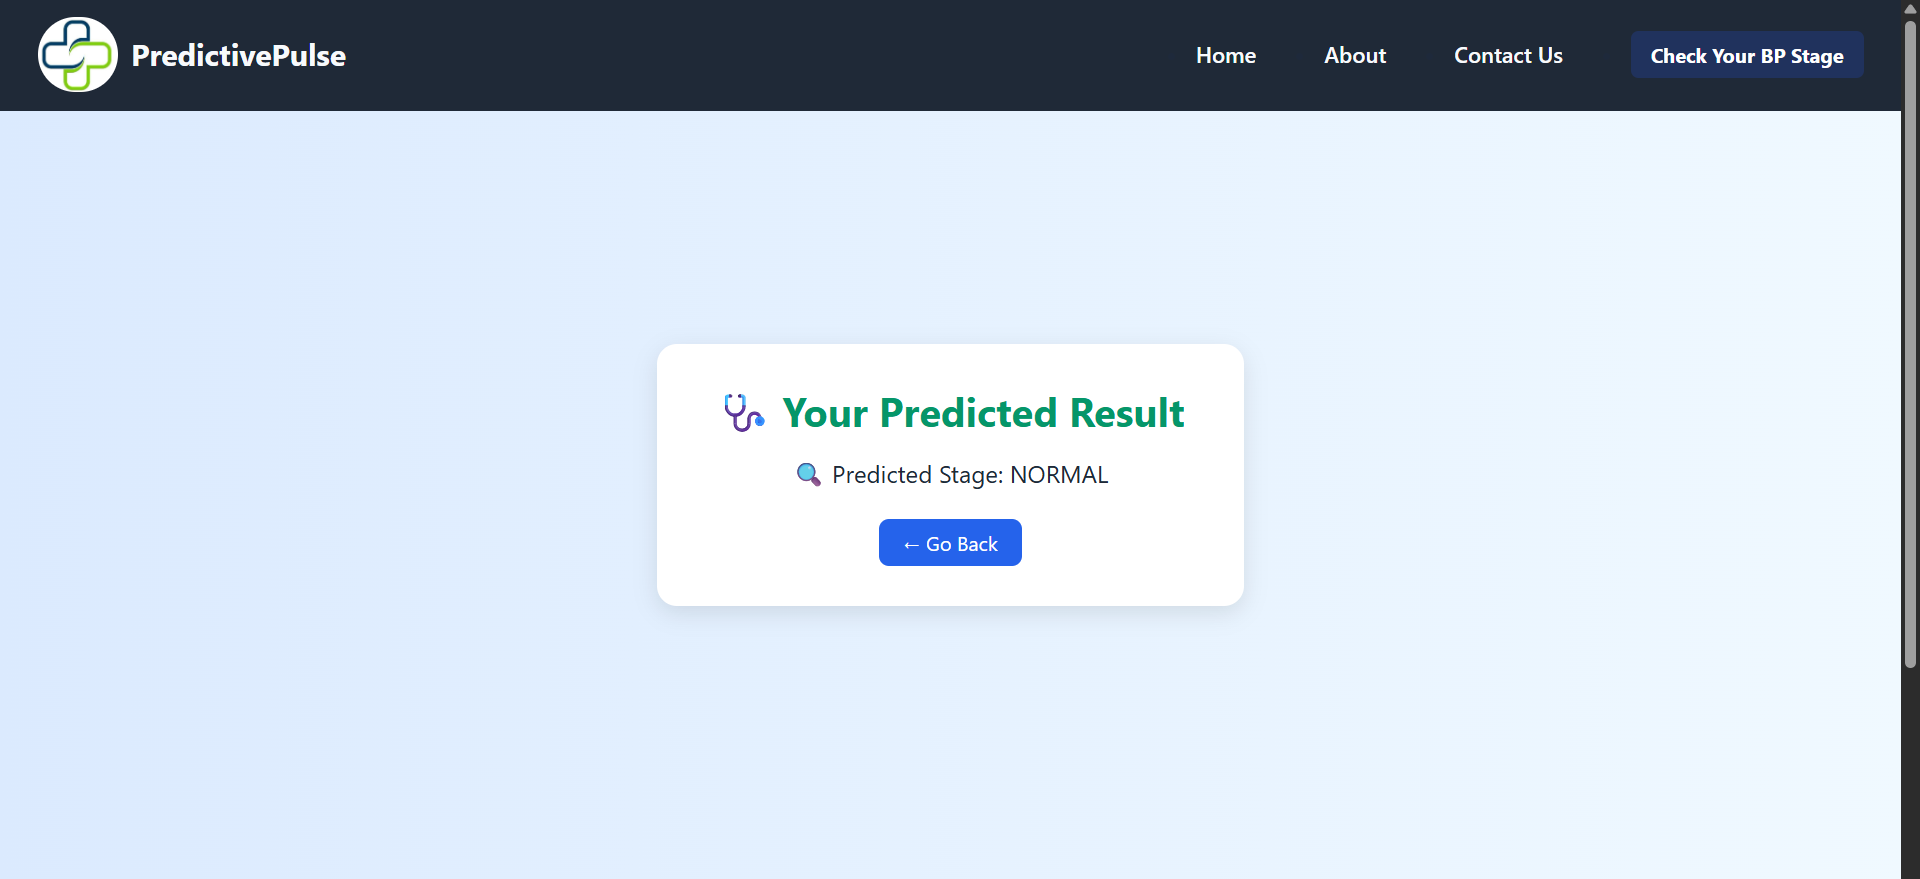 PredictivePulse
Home
About
Contact Us
Check Your BP Stage
Your Predicted Result
Predicted Stage: NORMAL
← Go Back